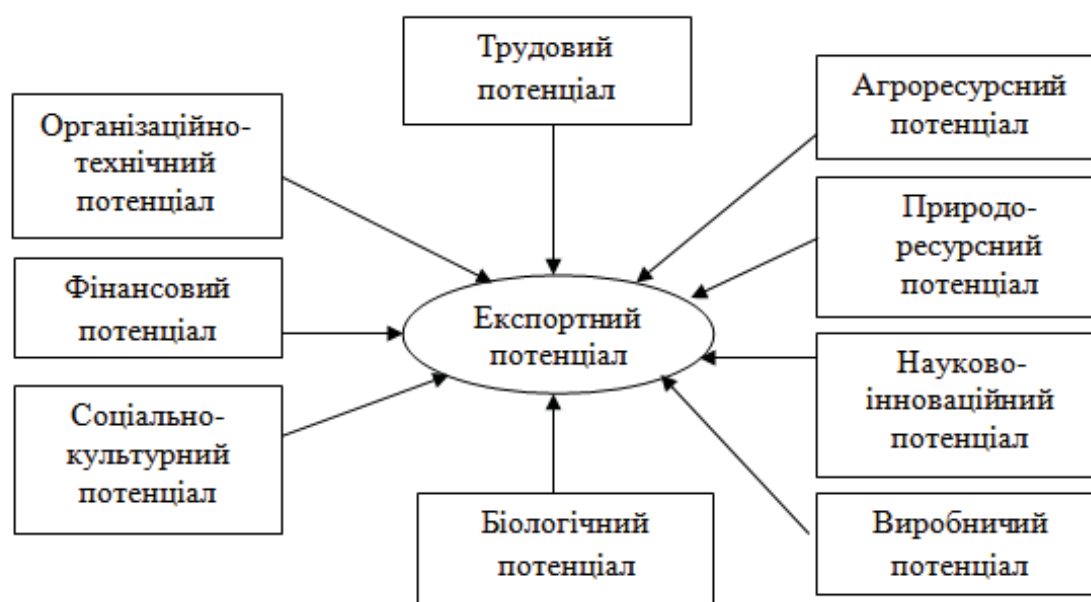 Трудовий
потенціал
Агроресурсний
потенціал
Організаційно-
технічний
потенціал
Природо-
ресурсний
потенціал
Фінансовий
потенціал
Експортний
потенціал
Науково-
інноваційний
потенціал
Соціально-
культурний
потенціал
Біологічний
потенціал
Виробничий
потенціал